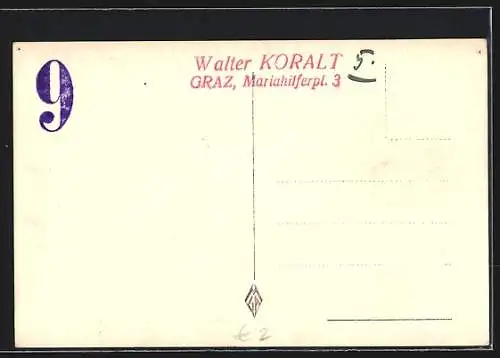 9
Walter KORALT 5.
GRAZ, Mariahilferpl. 3
€ 2